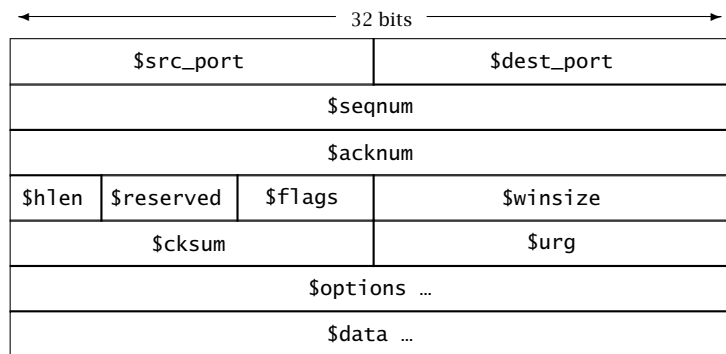 32 bits
$src_port $dest_port
$seqnum
$acknum
$hlen $reserved $flags $winsize
$cksum $urg
$options …
$data …